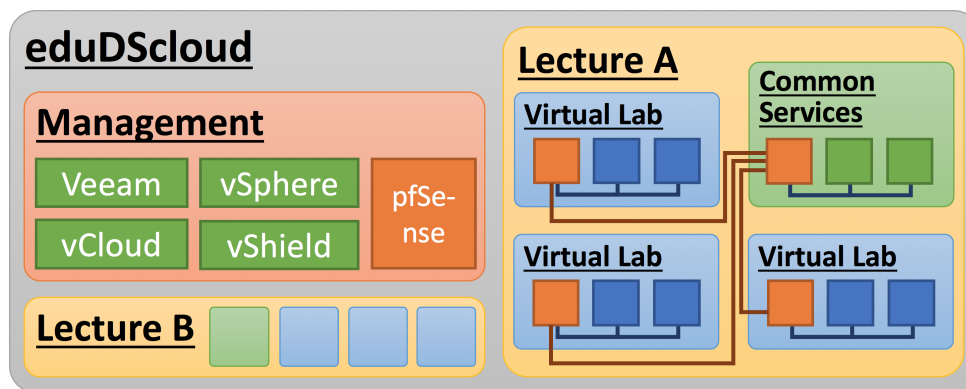 eduDScloud
Management
Veeam
vSphere
vCloud
vShield
pfSe-
nse
Lecture B
Lecture A
Virtual Lab
Common
Services
Virtual Lab
Virtual Lab